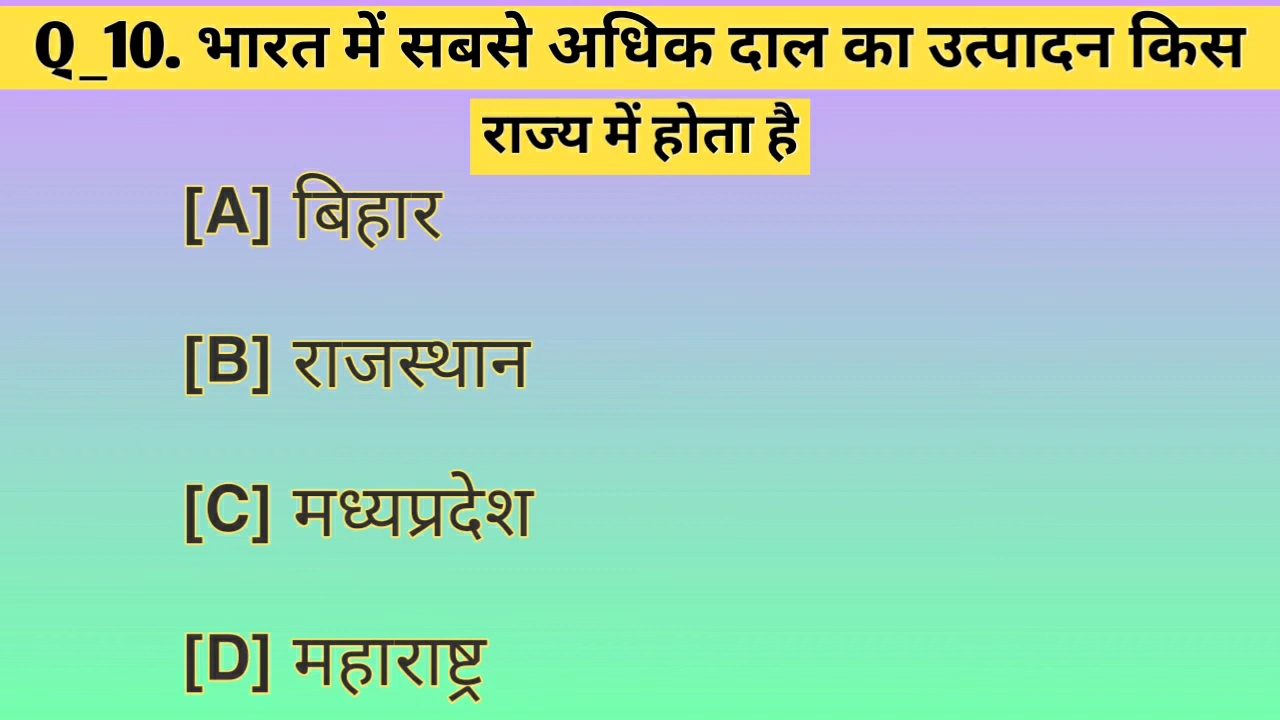 Q_10. भारत में सबसे अधिक दाल का उत्पादन किस
राज्य में होता है
[A] बिहार
[B] राजस्थान
[C] मध्यप्रदेश
[D] महाराष्ट्र